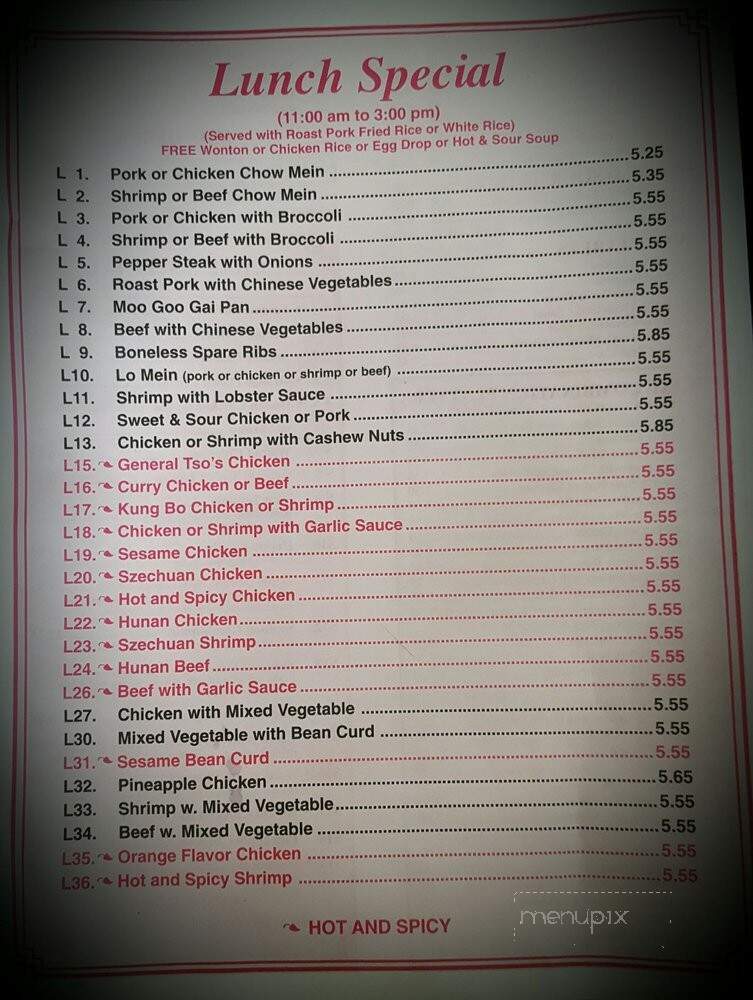 Lunch Special
(11:00 am to 3:00 pm)
(Served with Roast Pork Fried Rice or White Rice)
FREE Wonton or Chicken Rice or Egg Drop or Hot & Sour Soup
L 1. Pork or Chicken Chow Mein 5.25
L 2. Shrimp or Beef Chow Mein 5.35
L 3. Pork or Chicken with Broccoli 5.55
L 4. Shrimp or Beef with Broccoli 5.55
L 5. Pepper Steak with Onions 5.55
L 6. Roast Pork with Chinese Vegetables 5.55
L 7. Moo Goo Gai Pan 5.55
L 8. Beef with Chinese Vegetables 5.55
L 9. Boneless Spare Ribs 5.85
L10. Lo Mein (pork or chicken or shrimp or beef) 5.55
L11. Shrimp with Lobster Sauce 5.55
L12. Sweet & Sour Chicken or Pork 5.55
L13. Chicken or Shrimp with Cashew Nuts 5.85
L15. General Tso's Chicken 5.55
L16. Curry Chicken or Beef 5.55
L17. Kung Bo Chicken or Shrimp 5.55
L18. Chicken or Shrimp with Garlic Sauce 5.55
L19. Sesame Chicken 5.55
L20. Szechuan Chicken 5.55
L21. Hot and Spicy Chicken 5.55
L22. Hunan Chicken 5.55
L23. Szechuan Shrimp 5.55
L24. Hunan Beef 5.55
L26. Beef with Garlic Sauce 5.55
L27. Chicken with Mixed Vegetable 5.55
L30. Mixed Vegetable with Bean Curd 5.55
L31. Sesame Bean Curd 5.55
L32. Pineapple Chicken 5.65
L33. Shrimp w. Mixed Vegetable 5.55
L34. Beef w. Mixed Vegetable 5.55
L35. Orange Flavor Chicken 5.55
L36. Hot and Spicy Shrimp 5.55
HOT AND SPICY
menupix